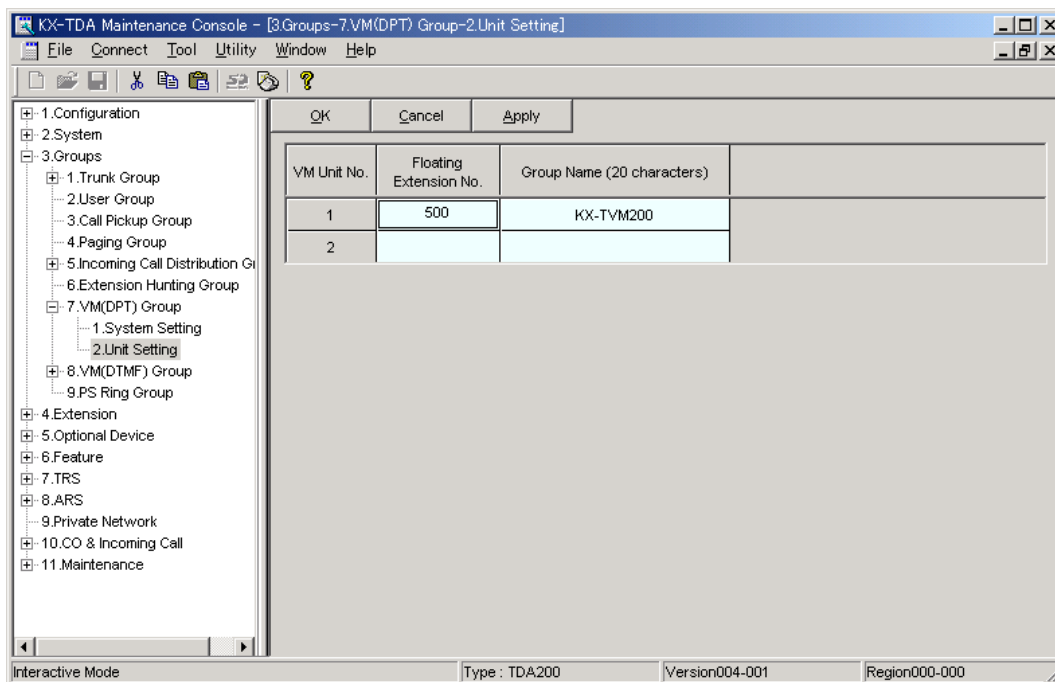 KX-TDA Maintenance Console - [3.Groups-7.VM(DPT) Group-2.Unit Setting]
File Connect Tool Utility Window Help
1.Configuration
2.System
3.Groups
1.Trunk Group
2.User Group
3.Call Pickup Group
4.Paging Group
5.Incoming Call Distribution Gr
6.Extension Hunting Group
7.VM(DPT) Group
1.System Setting
2.Unit Setting
8.VM(DTMF) Group
9.PS Ring Group
4.Extension
5.Optional Device
6.Feature
7.TRS
8.ARS
9.Private Network
10.CO & Incoming Call
11.Maintenance
OK Cancel Apply
VM Unit No. Floating Extension No. Group Name (20 characters)
1 500 KX-TVM200
2
Interactive Mode Type : TDA200 Version004-001 Region000-000